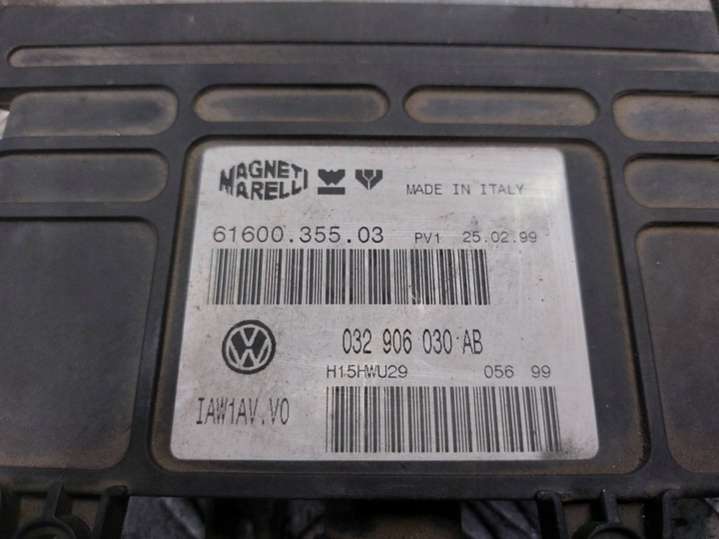 MAGNETI
MARELLI
MADE IN ITALY
61600.355.03 PV1 25.02.99
032 906 030 AB
H15HWU29 056 99
IAW1AV.V0